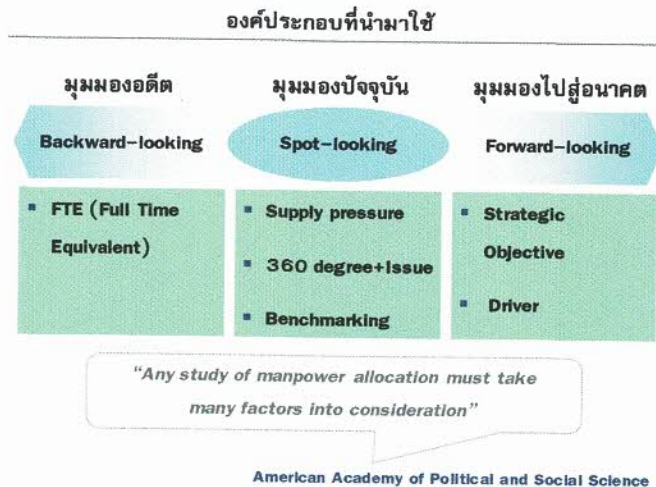 องค์ประกอบที่นำมาใช้
มุมมองอดีต
Backward-looking
FTE (Full Time
Equivalent)
มุมมองปัจจุบัน
Spot-looking
Supply pressure
360 degree+Issue
Benchmarking
มุมมองไปสู่อนาคต
Forward-looking
Strategic
Objective
Driver
"Any study of manpower allocation must take
many factors into consideration"
American Academy of Political and Social Science